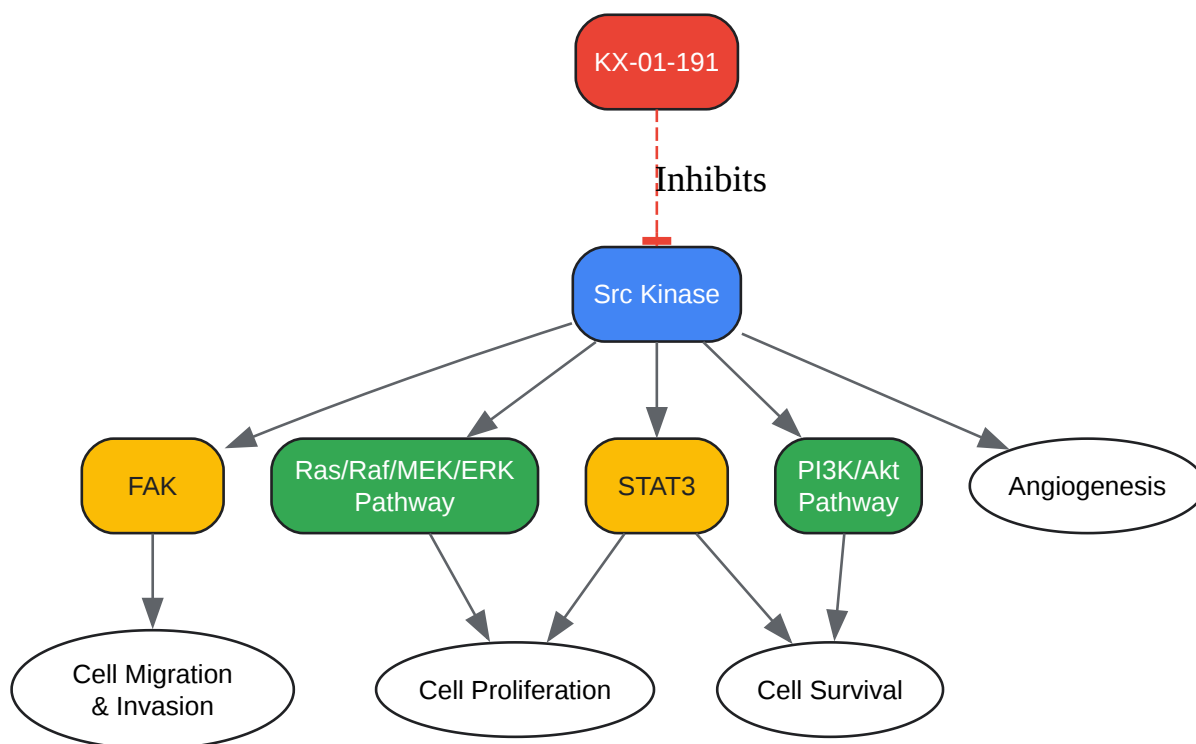 KX-01-191
Inhibits
Src Kinase
FAK
Ras/Raf/MEK/ERK
Pathway
STAT3
PI3K/Akt
Pathway
Angiogenesis
Cell Migration
& Invasion
Cell Proliferation
Cell Survival